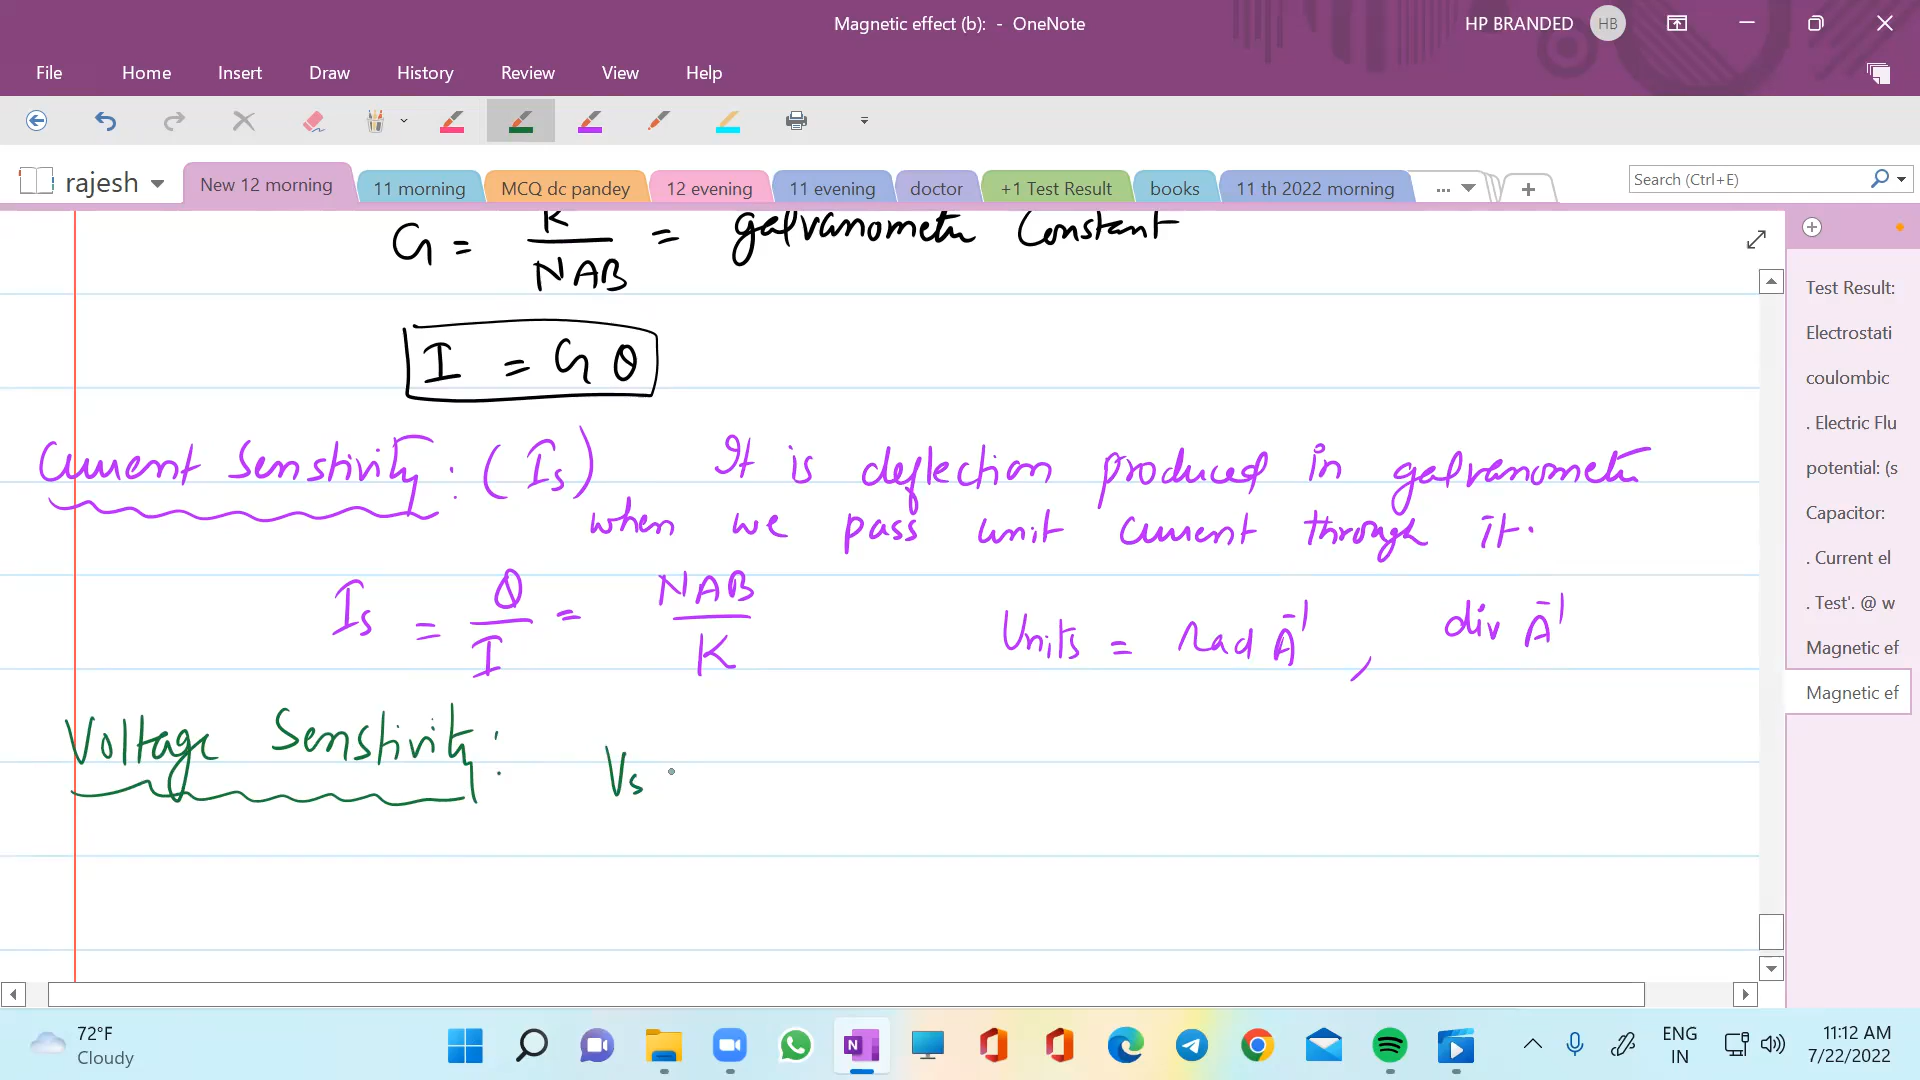 Magnetic effect (b): - OneNote
HP BRANDED HB
File Home Insert Draw History Review View Help
rajesh New 12 morning 11 morning MCQ dc pandey 12 evening 11 evening doctor +1 Test Result books 11 th 2022 morning ... + Search (Ctrl+E)
G = K/NAB = galvanometer Constant
I = G θ
Current Senstivity : (Is) It is deflection produced in galvanometer
when we pass unit current through it.
Is = θ/I = NAB/K Units = rad A⁻¹ , div A⁻¹
Voltage Senstivity : Vs
Test Result:
Electrostati
coulombic
. Electric Flu
potential: (s
Capacitor:
. Current el
. Test'. @ w
Magnetic ef
Magnetic ef
72°F
Cloudy
ENG
IN
11:12 AM
7/22/2022